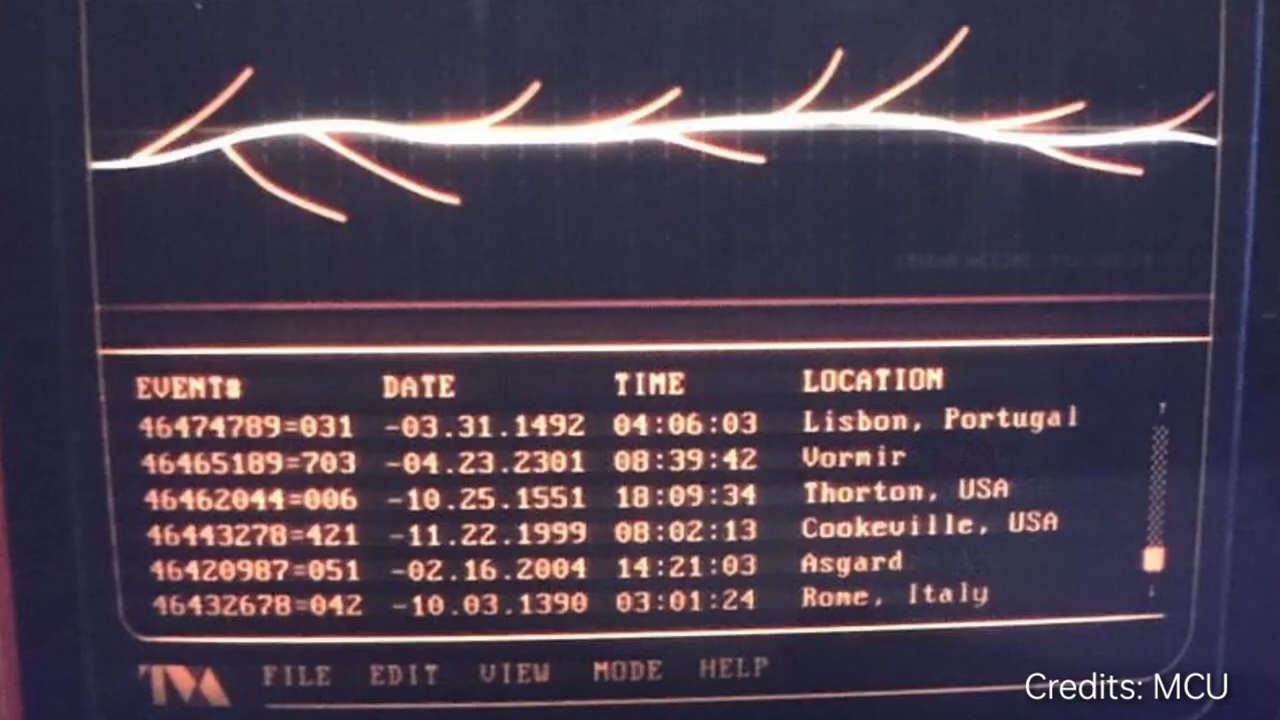 EVENT# DATE TIME LOCATION
46474789=031 -03.31.1492 04:06:03 Lisbon, Portugal
46465189=703 -04.23.2301 08:39:42 Vormir
46462044=006 -10.25.1551 18:09:34 Thorton, USA
46443278=421 -11.22.1999 08:02:13 Cookeville, USA
46420987=051 -02.16.2004 14:21:03 Asgard
46432678=042 -10.03.1390 03:01:24 Rome, Italy
TVA FILE EDIT VIEW MODE HELP
Credits: MCU